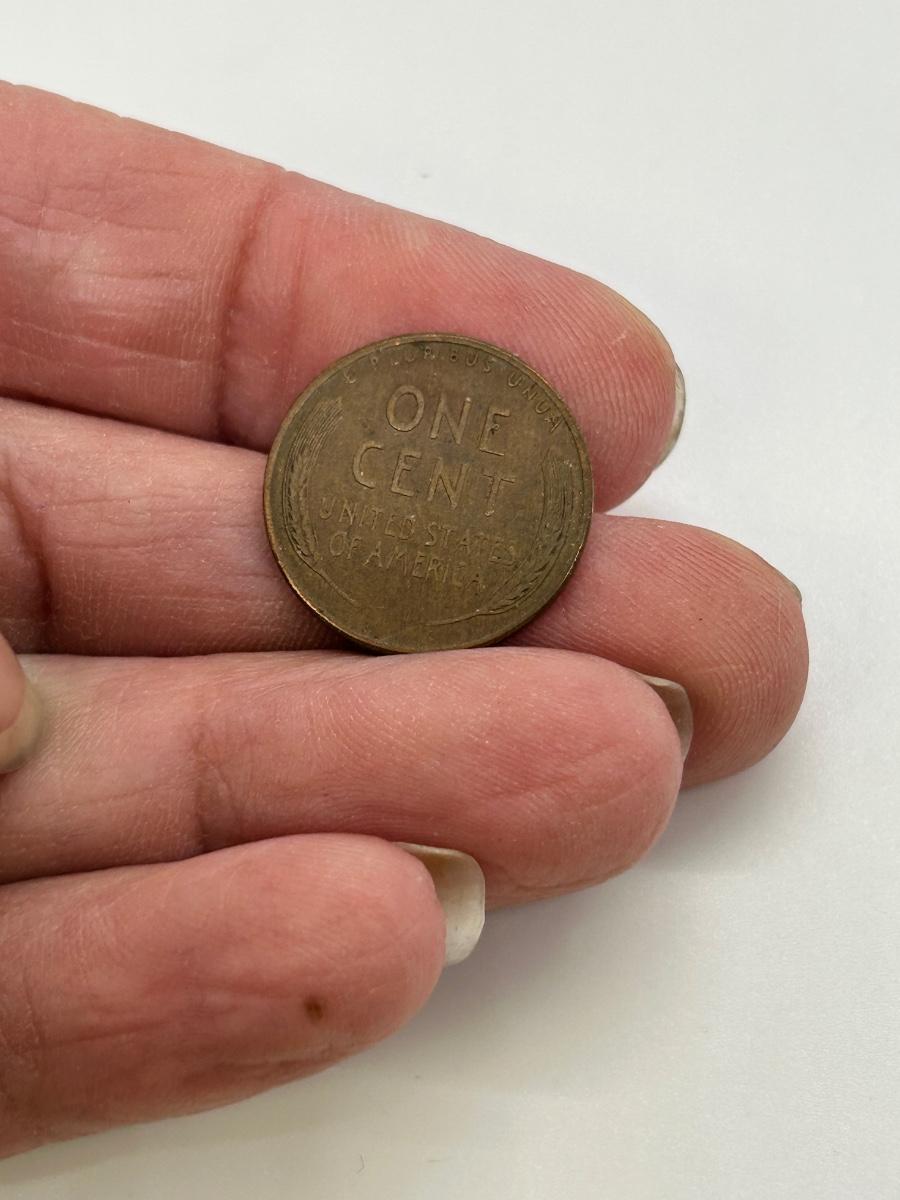 E PLURIBUS UNUM
ONE
CENT
UNITED STATES
OF AMERICA